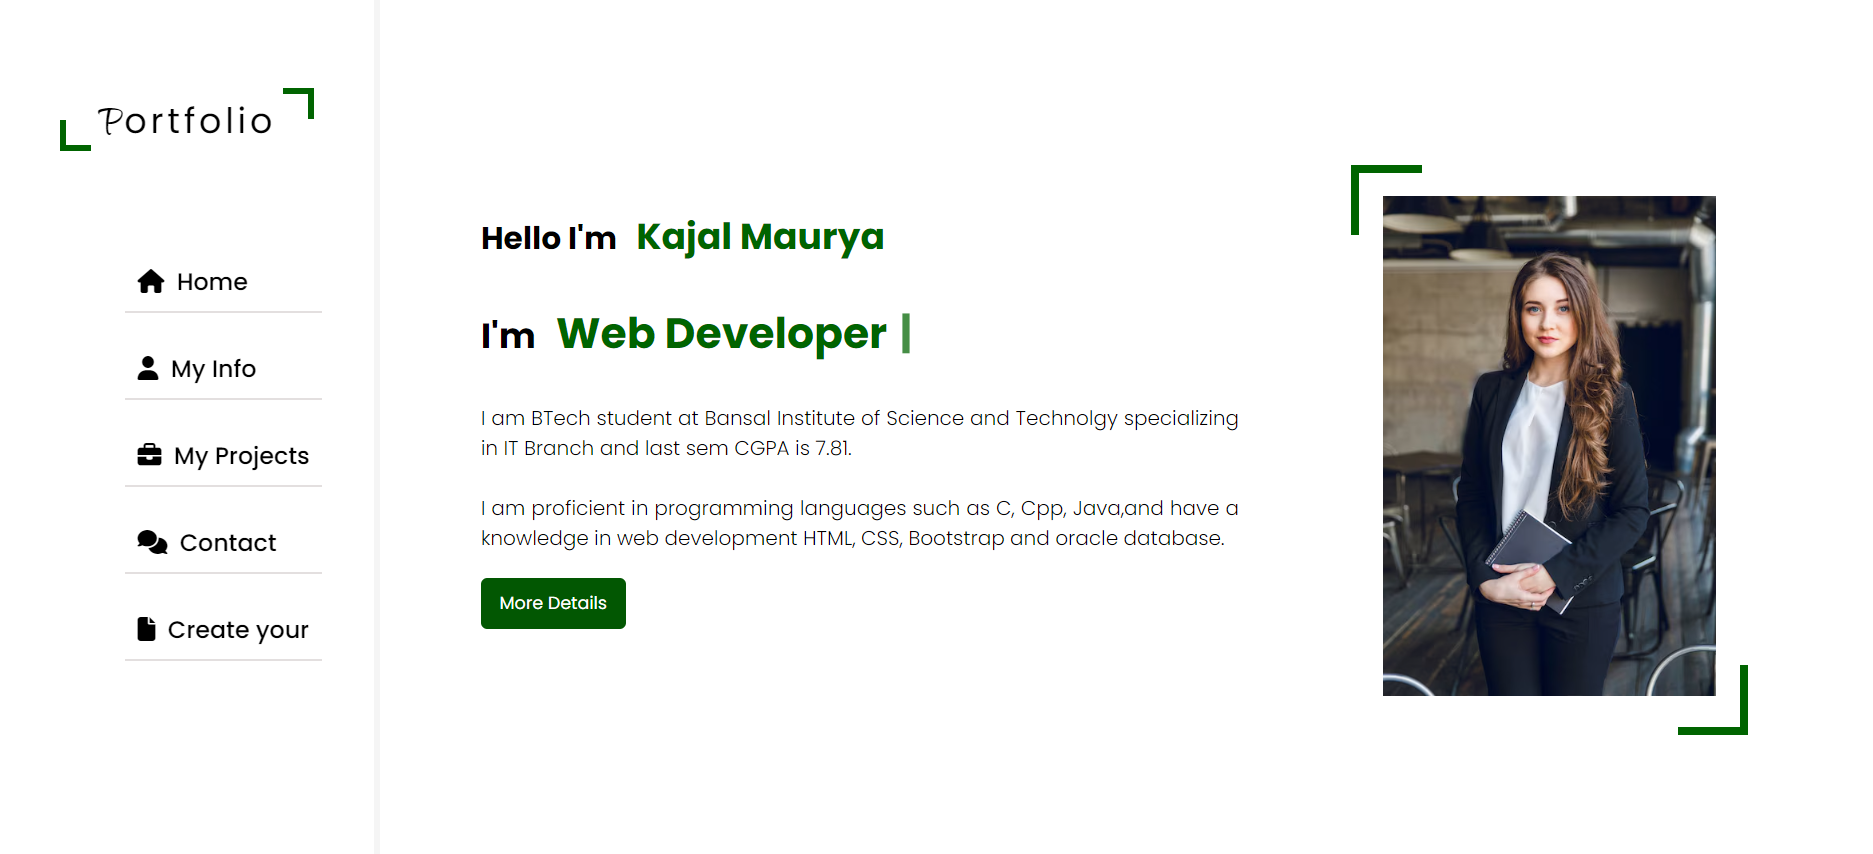 Portfolio
Home
My Info
My Projects
Contact
Create your
Hello I'm Kajal Maurya
I'm Web Developer |
I am BTech student at Bansal Institute of Science and Technolgy specializing
in IT Branch and last sem CGPA is 7.81.
I am proficient in programming languages such as C, Cpp, Java,and have a
knowledge in web development HTML, CSS, Bootstrap and oracle database.
More Details